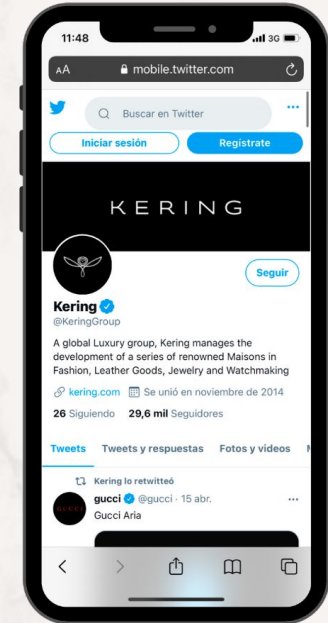 11:48
3G
AA
mobile.twitter.com
Buscar en Twitter
Iniciar sesión
Regístrate
KERING
Seguir
Kering
@KeringGroup
A global Luxury group, Kering manages the
development of a series of renowned Maisons in
Fashion, Leather Goods, Jewelry and Watchmaking
kering.com Se unió en noviembre de 2014
26 Siguiendo 29,6 mil Seguidores
Tweets Tweets y respuestas Fotos y videos
Kering lo retwitteó
gucci @gucci · 15 abr.
GUCCI
Gucci Aria